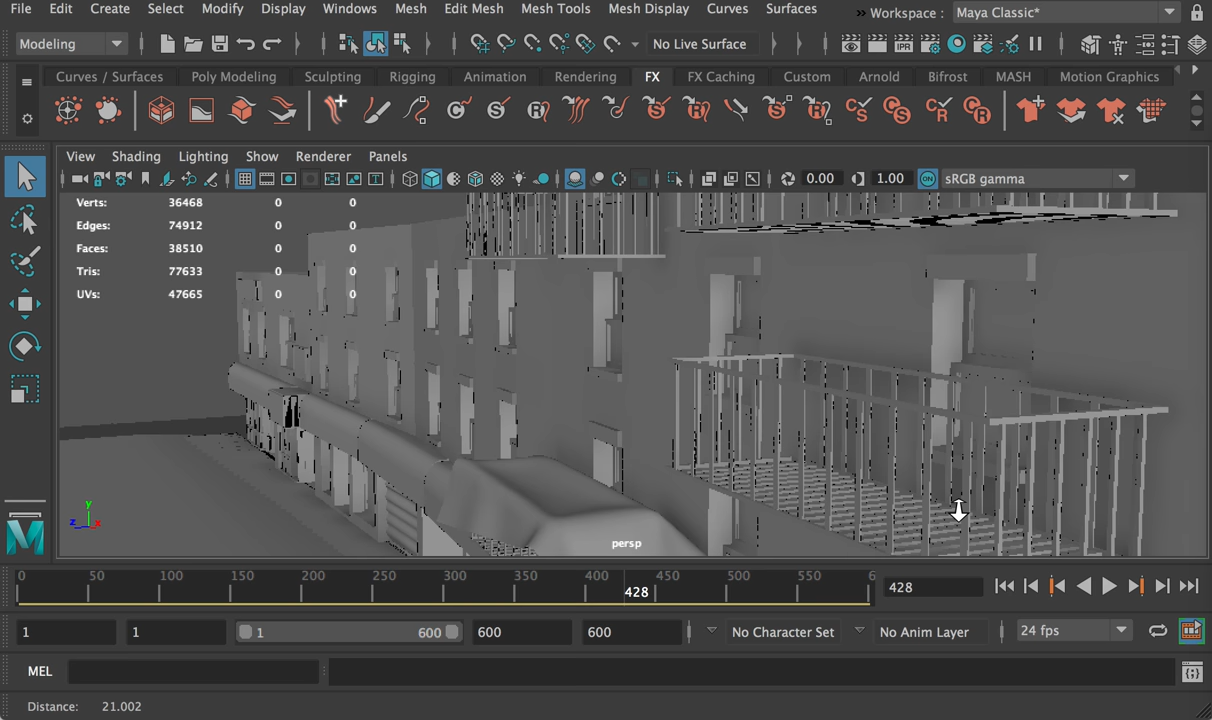 File Edit Create Select Modify Display Windows Mesh Edit Mesh Mesh Tools Mesh Display Curves Surfaces » Workspace : Maya Classic*
Modeling No Live Surface IPR
Curves / Surfaces Poly Modeling Sculpting Rigging Animation Rendering FX FX Caching Custom Arnold Bifrost MASH Motion Graphics
View Shading Lighting Show Renderer Panels
0.00 1.00 ON sRGB gamma
Verts: 36468 0 0
Edges: 74912 0 0
Faces: 38510 0 0
Tris: 77633 0 0
UVs: 47665 0 0
y
z x
persp
0 50 100 150 200 250 300 350 400 450 500 550 6
428 428
1 1 1 600 600 600 No Character Set No Anim Layer 24 fps
MEL
Distance: 21.002